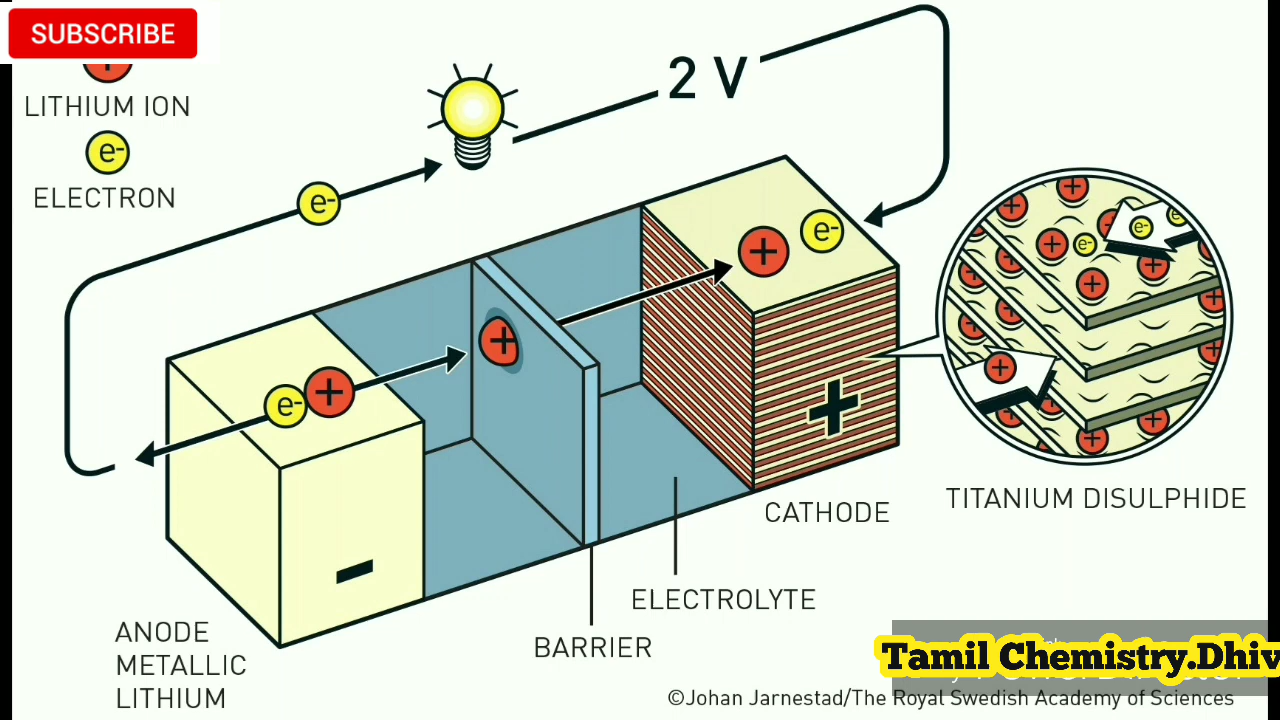 SUBSCRIBE
+
LITHIUM ION
e-
ELECTRON
2 V
e-
e-
+
+
e- +
+
-
+ + + e- e-
+ + e- + +
+ + +
+ + +
+ + +
TITANIUM DISULPHIDE
CATHODE
ELECTROLYTE
BARRIER
ANODE
METALLIC
LITHIUM
Tamil Chemistry.Dhiv
©Johan Jarnestad/The Royal Swedish Academy of Sciences